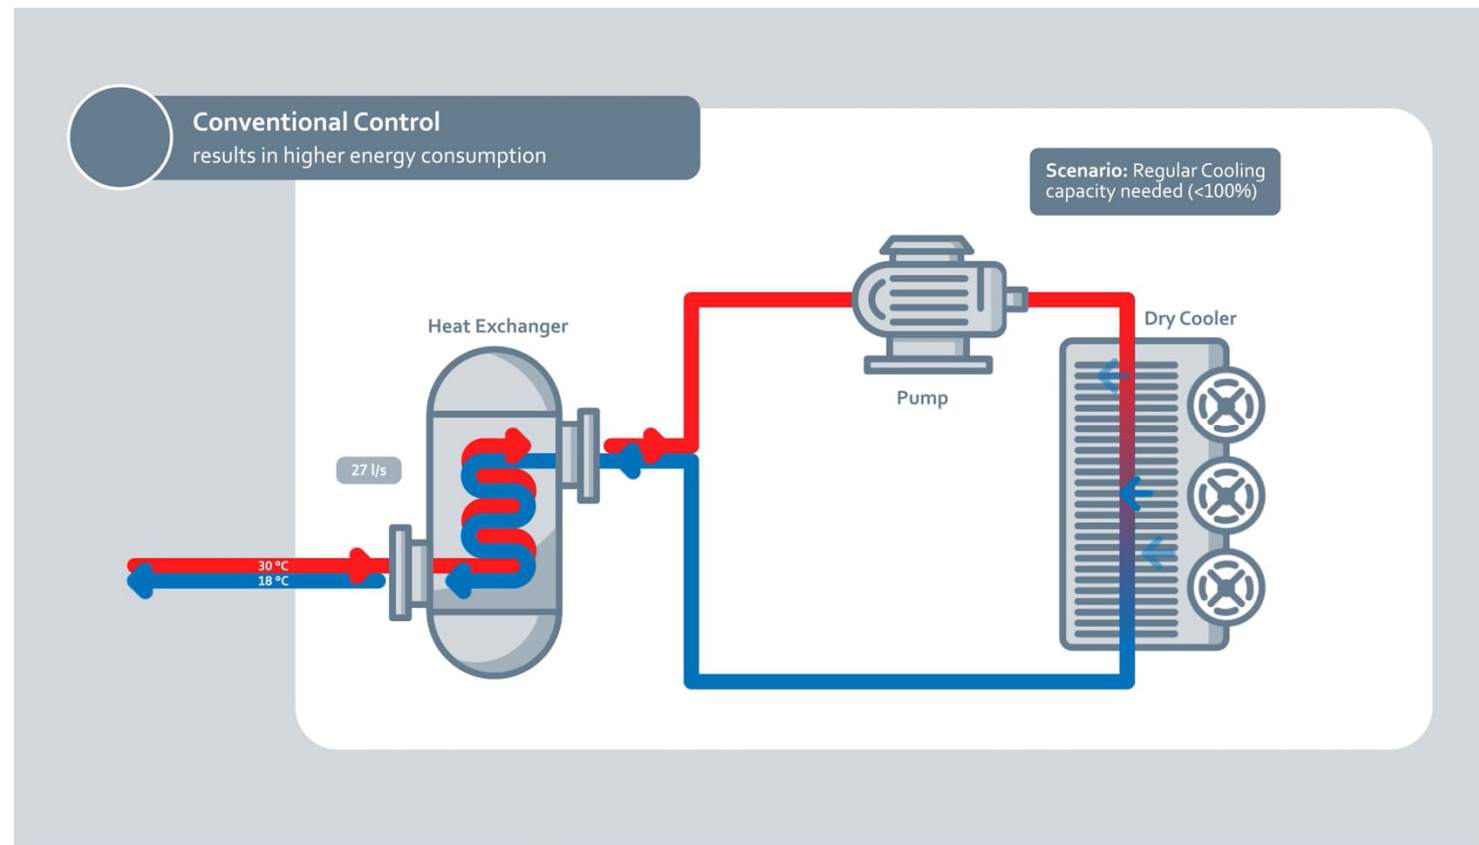 Conventional Control
results in higher energy consumption
Scenario: Regular Cooling
capacity needed (<100%)
Heat Exchanger
Dry Cooler
Pump
27 l/s
30 °C
18 °C